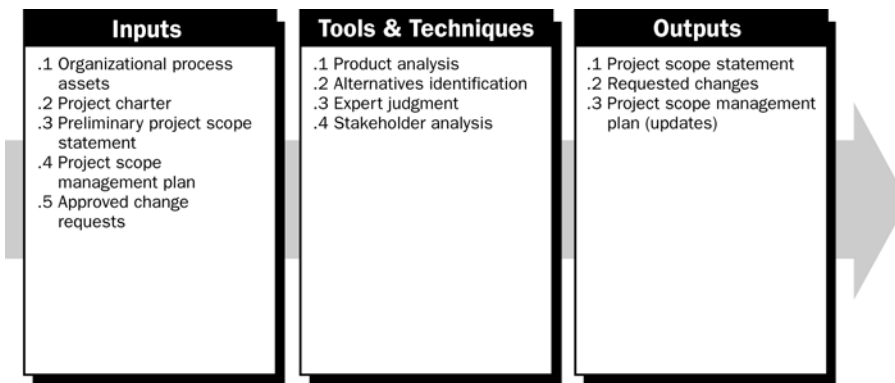 Inputs
.1 Organizational process
assets
.2 Project charter
.3 Preliminary project scope
statement
.4 Project scope
management plan
.5 Approved change
requests
Tools & Techniques
.1 Product analysis
.2 Alternatives identification
.3 Expert judgment
.4 Stakeholder analysis
Outputs
.1 Project scope statement
.2 Requested changes
.3 Project scope management
plan (updates)